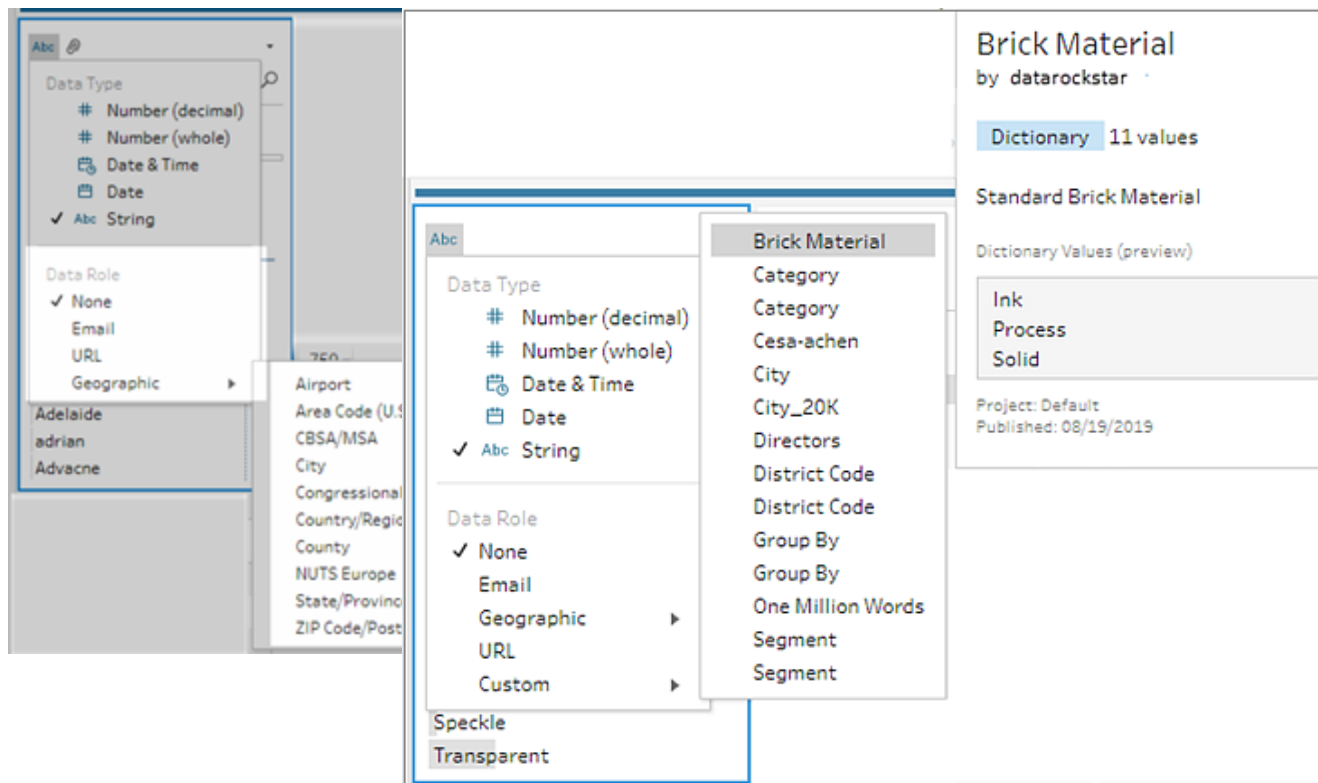 Abc
Data Type
# Number (decimal)
# Number (whole)
Date & Time
Date
✓ Abc String
Data Role
✓ None
Email
URL
Geographic
Adelaide
adrian
Advacne
750
Airport
Area Code (U.S
CBSA/MSA
City
Congressional
Country/Regio
County
NUTS Europe
State/Province
ZIP Code/Post
Abc
Data Type
# Number (decimal)
# Number (whole)
Date & Time
Date
✓ Abc String
Data Role
✓ None
Email
Geographic
URL
Custom
Speckle
Transparent
Brick Material
Category
Category
Cesa-achen
City
City_20K
Directors
District Code
District Code
Group By
Group By
One Million Words
Segment
Segment
Brick Material
by datarockstar
Dictionary 11 values
Standard Brick Material
Dictionary Values (preview)
Ink
Process
Solid
Project: Default
Published: 08/19/2019